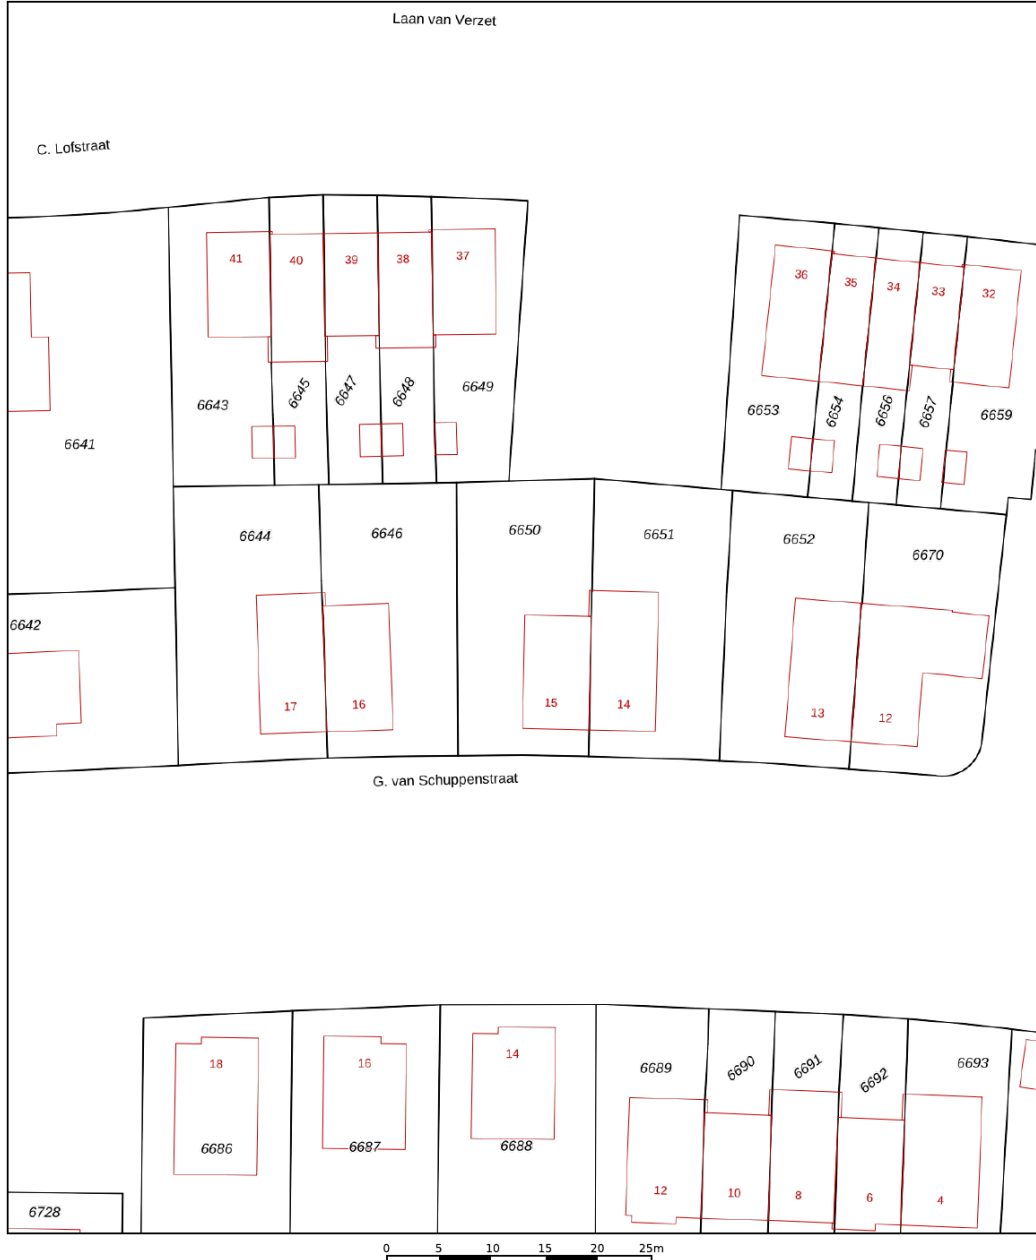 Laan van Verzet
C. Lofstraat
41 40 39 38 37
36 35 34 33 32
6643 6645 6647 6648 6649
6653 6654 6656 6657 6659
6641
6644 6646 6650 6651 6652 6670
6642
17 16 15 14 13 12
G. van Schuppenstraat
18 16 14
6689 6690 6691 6692 6693
6686 6687 6688
12 10 8 6 4
6728
0 5 10 15 20 25m